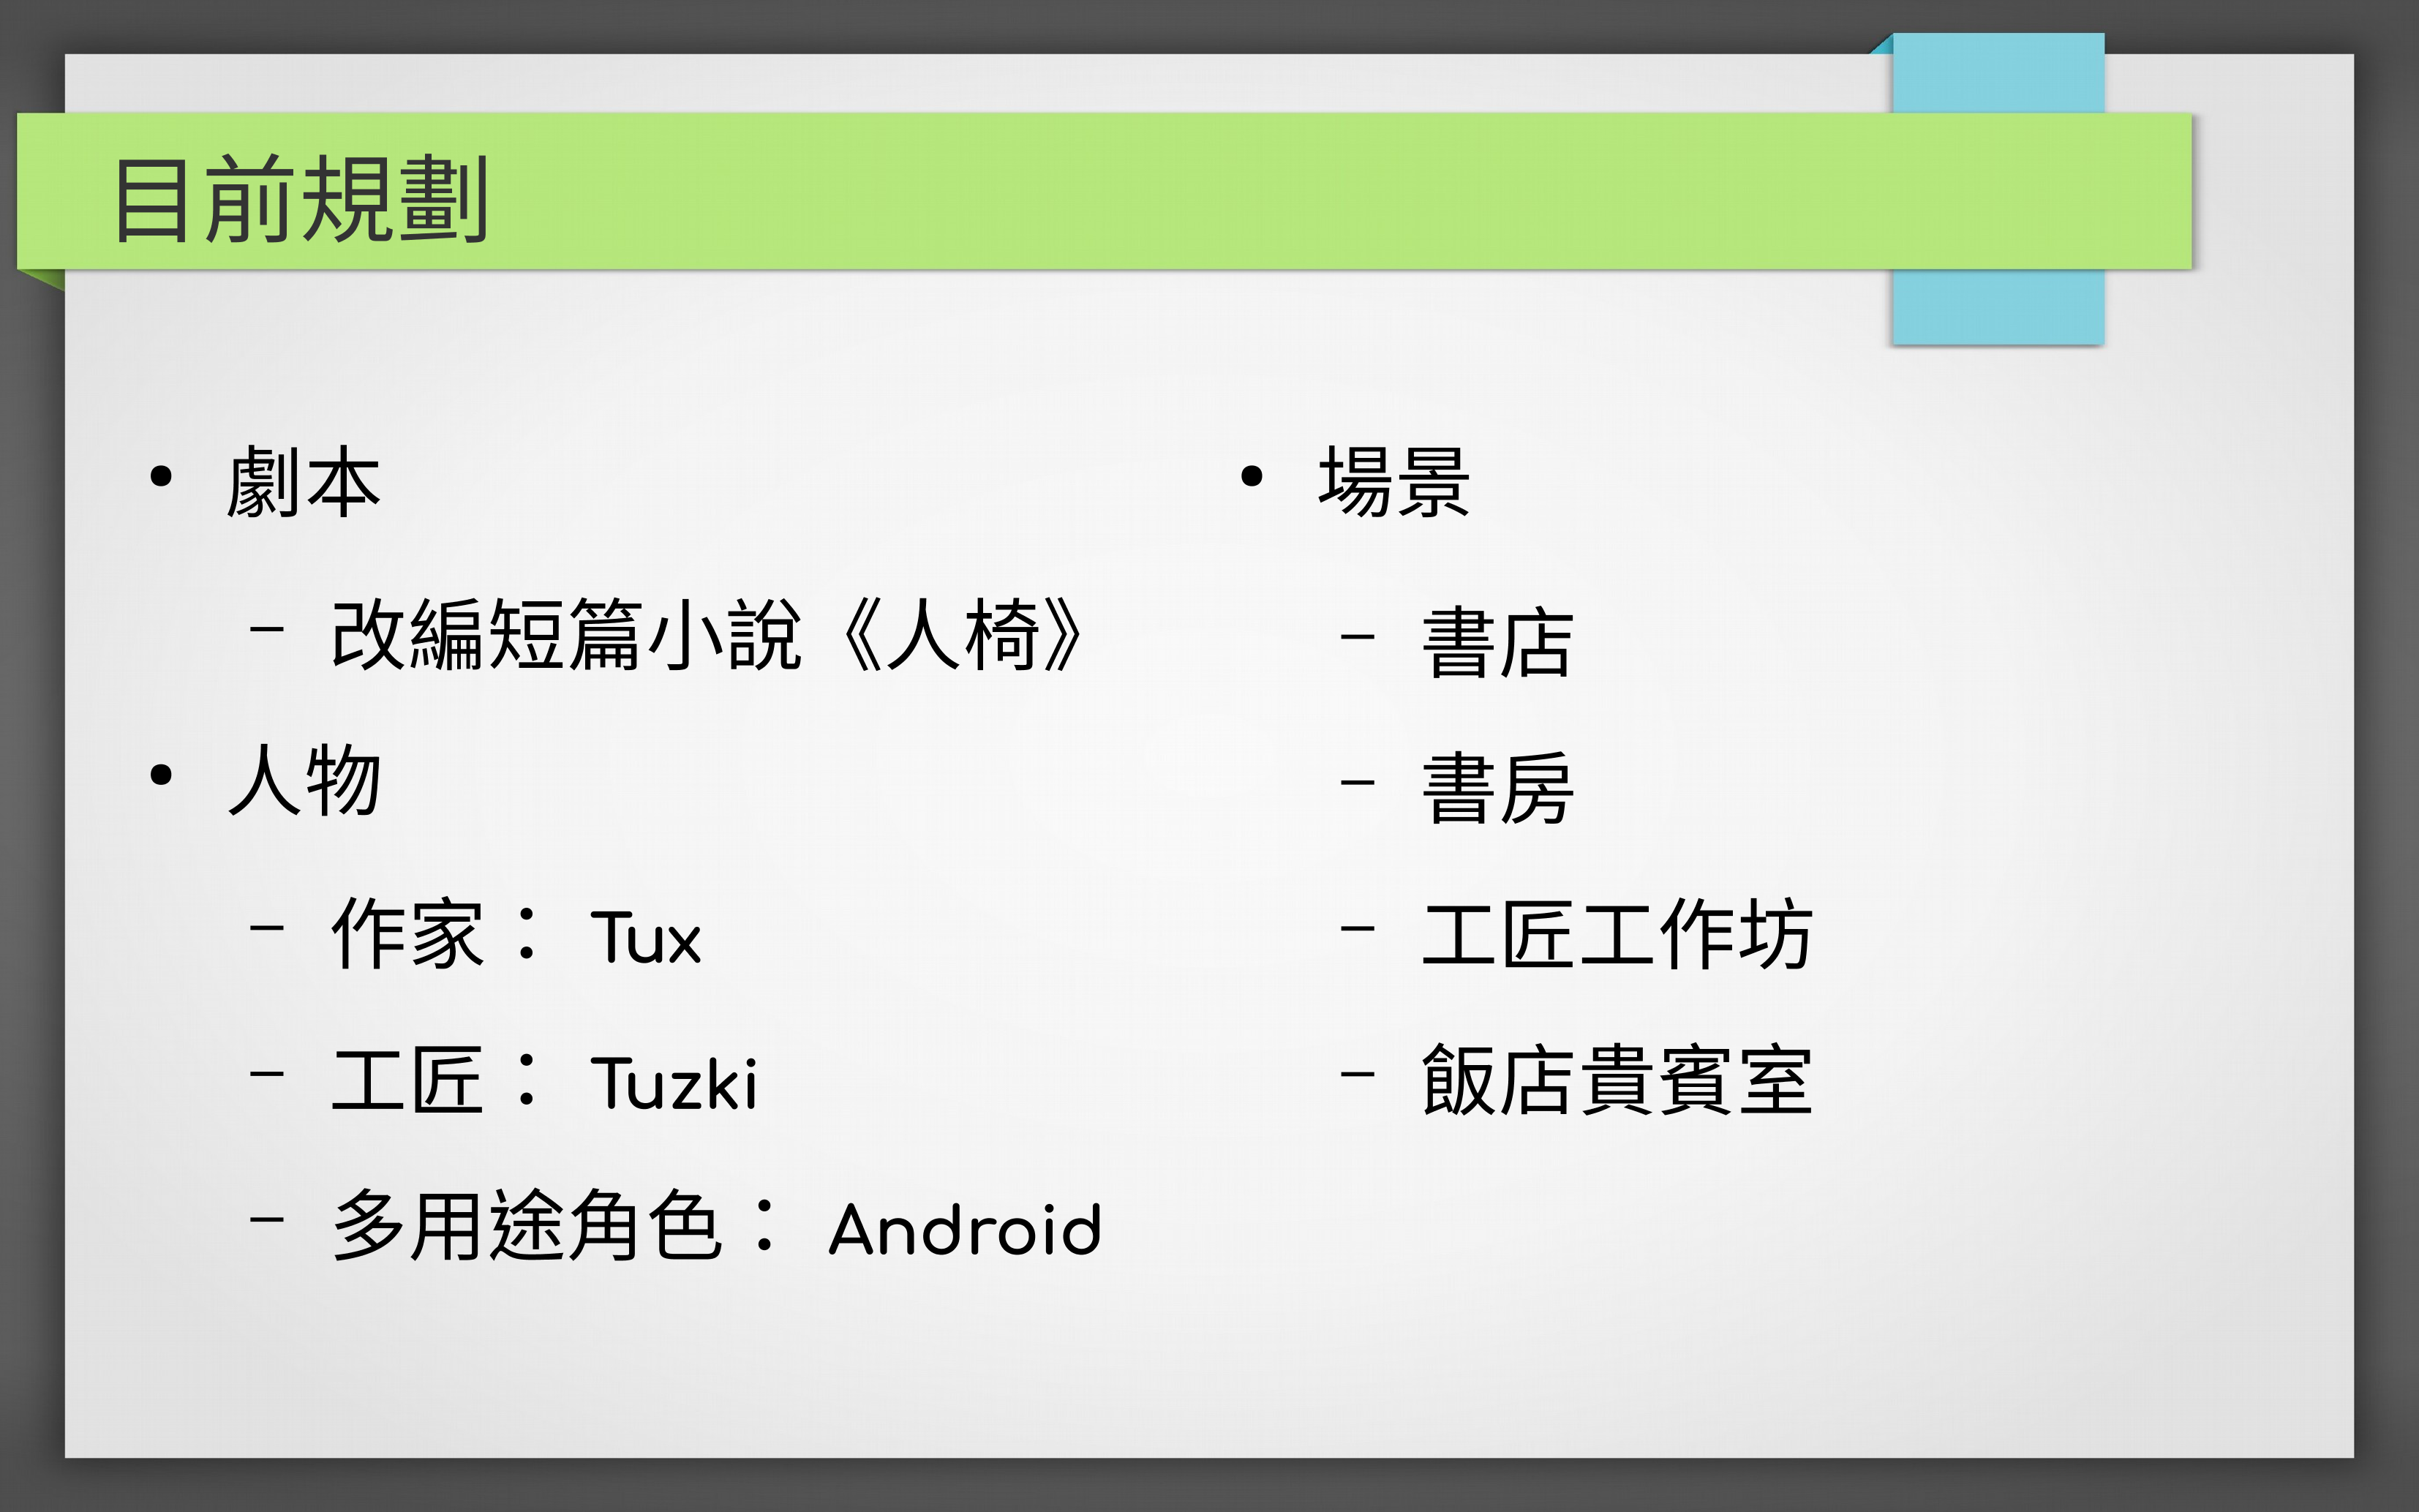 目前規劃
● 劇本
– 改編短篇小說《人椅》
● 人物
– 作家：Tux
– 工匠：Tuzki
– 多用途角色：Android
● 場景
– 書店
– 書房
– 工匠工作坊
– 飯店貴賓室